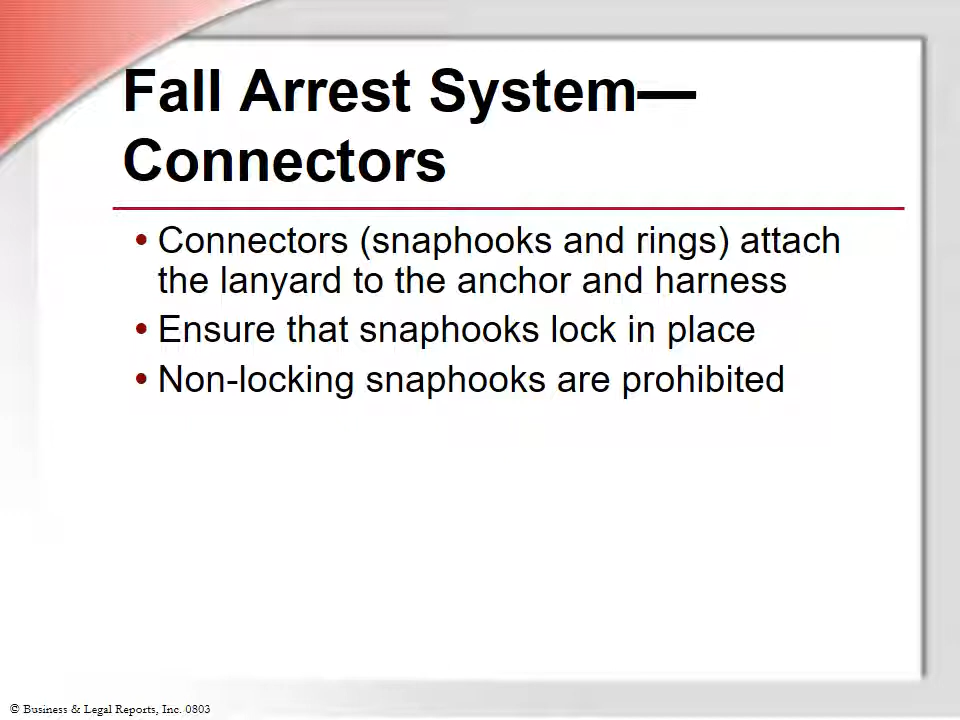 Fall Arrest System—
Connectors
• Connectors (snaphooks and rings) attach
the lanyard to the anchor and harness
• Ensure that snaphooks lock in place
• Non-locking snaphooks are prohibited
© Business & Legal Reports, Inc. 0803